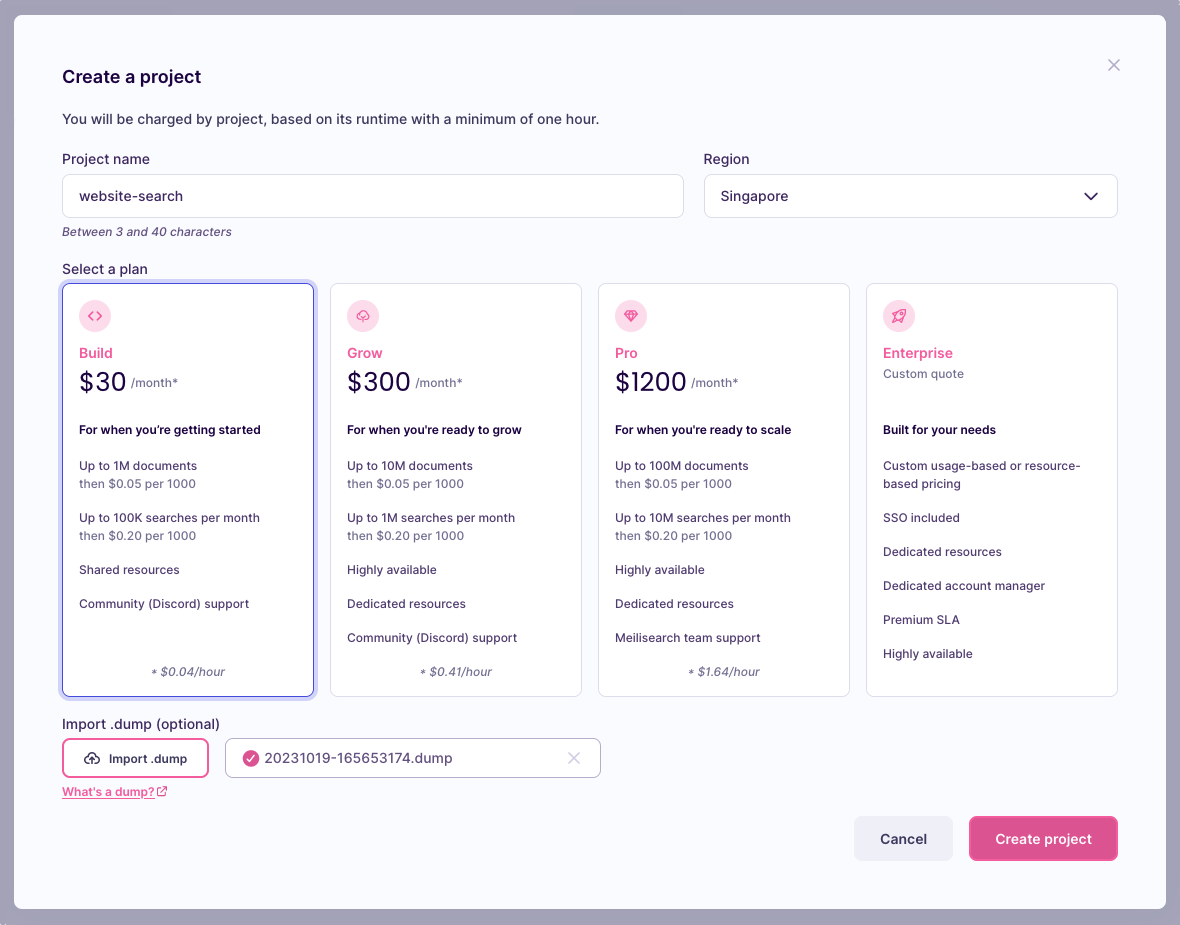 Create a project
You will be charged by project, based on its runtime with a minimum of one hour.
Project name
website-search
Between 3 and 40 characters
Region
Singapore
Select a plan
Build
$30 /month*
For when you're getting started
Up to 1M documents
then $0.05 per 1000
Up to 100K searches per month
then $0.20 per 1000
Shared resources
Community (Discord) support
* $0.04/hour
Grow
$300 /month*
For when you're ready to grow
Up to 10M documents
then $0.05 per 1000
Up to 1M searches per month
then $0.20 per 1000
Highly available
Dedicated resources
Community (Discord) support
* $0.41/hour
Pro
$1200 /month*
For when you're ready to scale
Up to 100M documents
then $0.05 per 1000
Up to 10M searches per month
then $0.20 per 1000
Highly available
Dedicated resources
Meilisearch team support
* $1.64/hour
Enterprise
Custom quote
Built for your needs
Custom usage-based or resource-
based pricing
SSO included
Dedicated resources
Dedicated account manager
Premium SLA
Highly available
Import .dump (optional)
Import .dump
20231019-165653174.dump
What's a dump?
Cancel
Create project